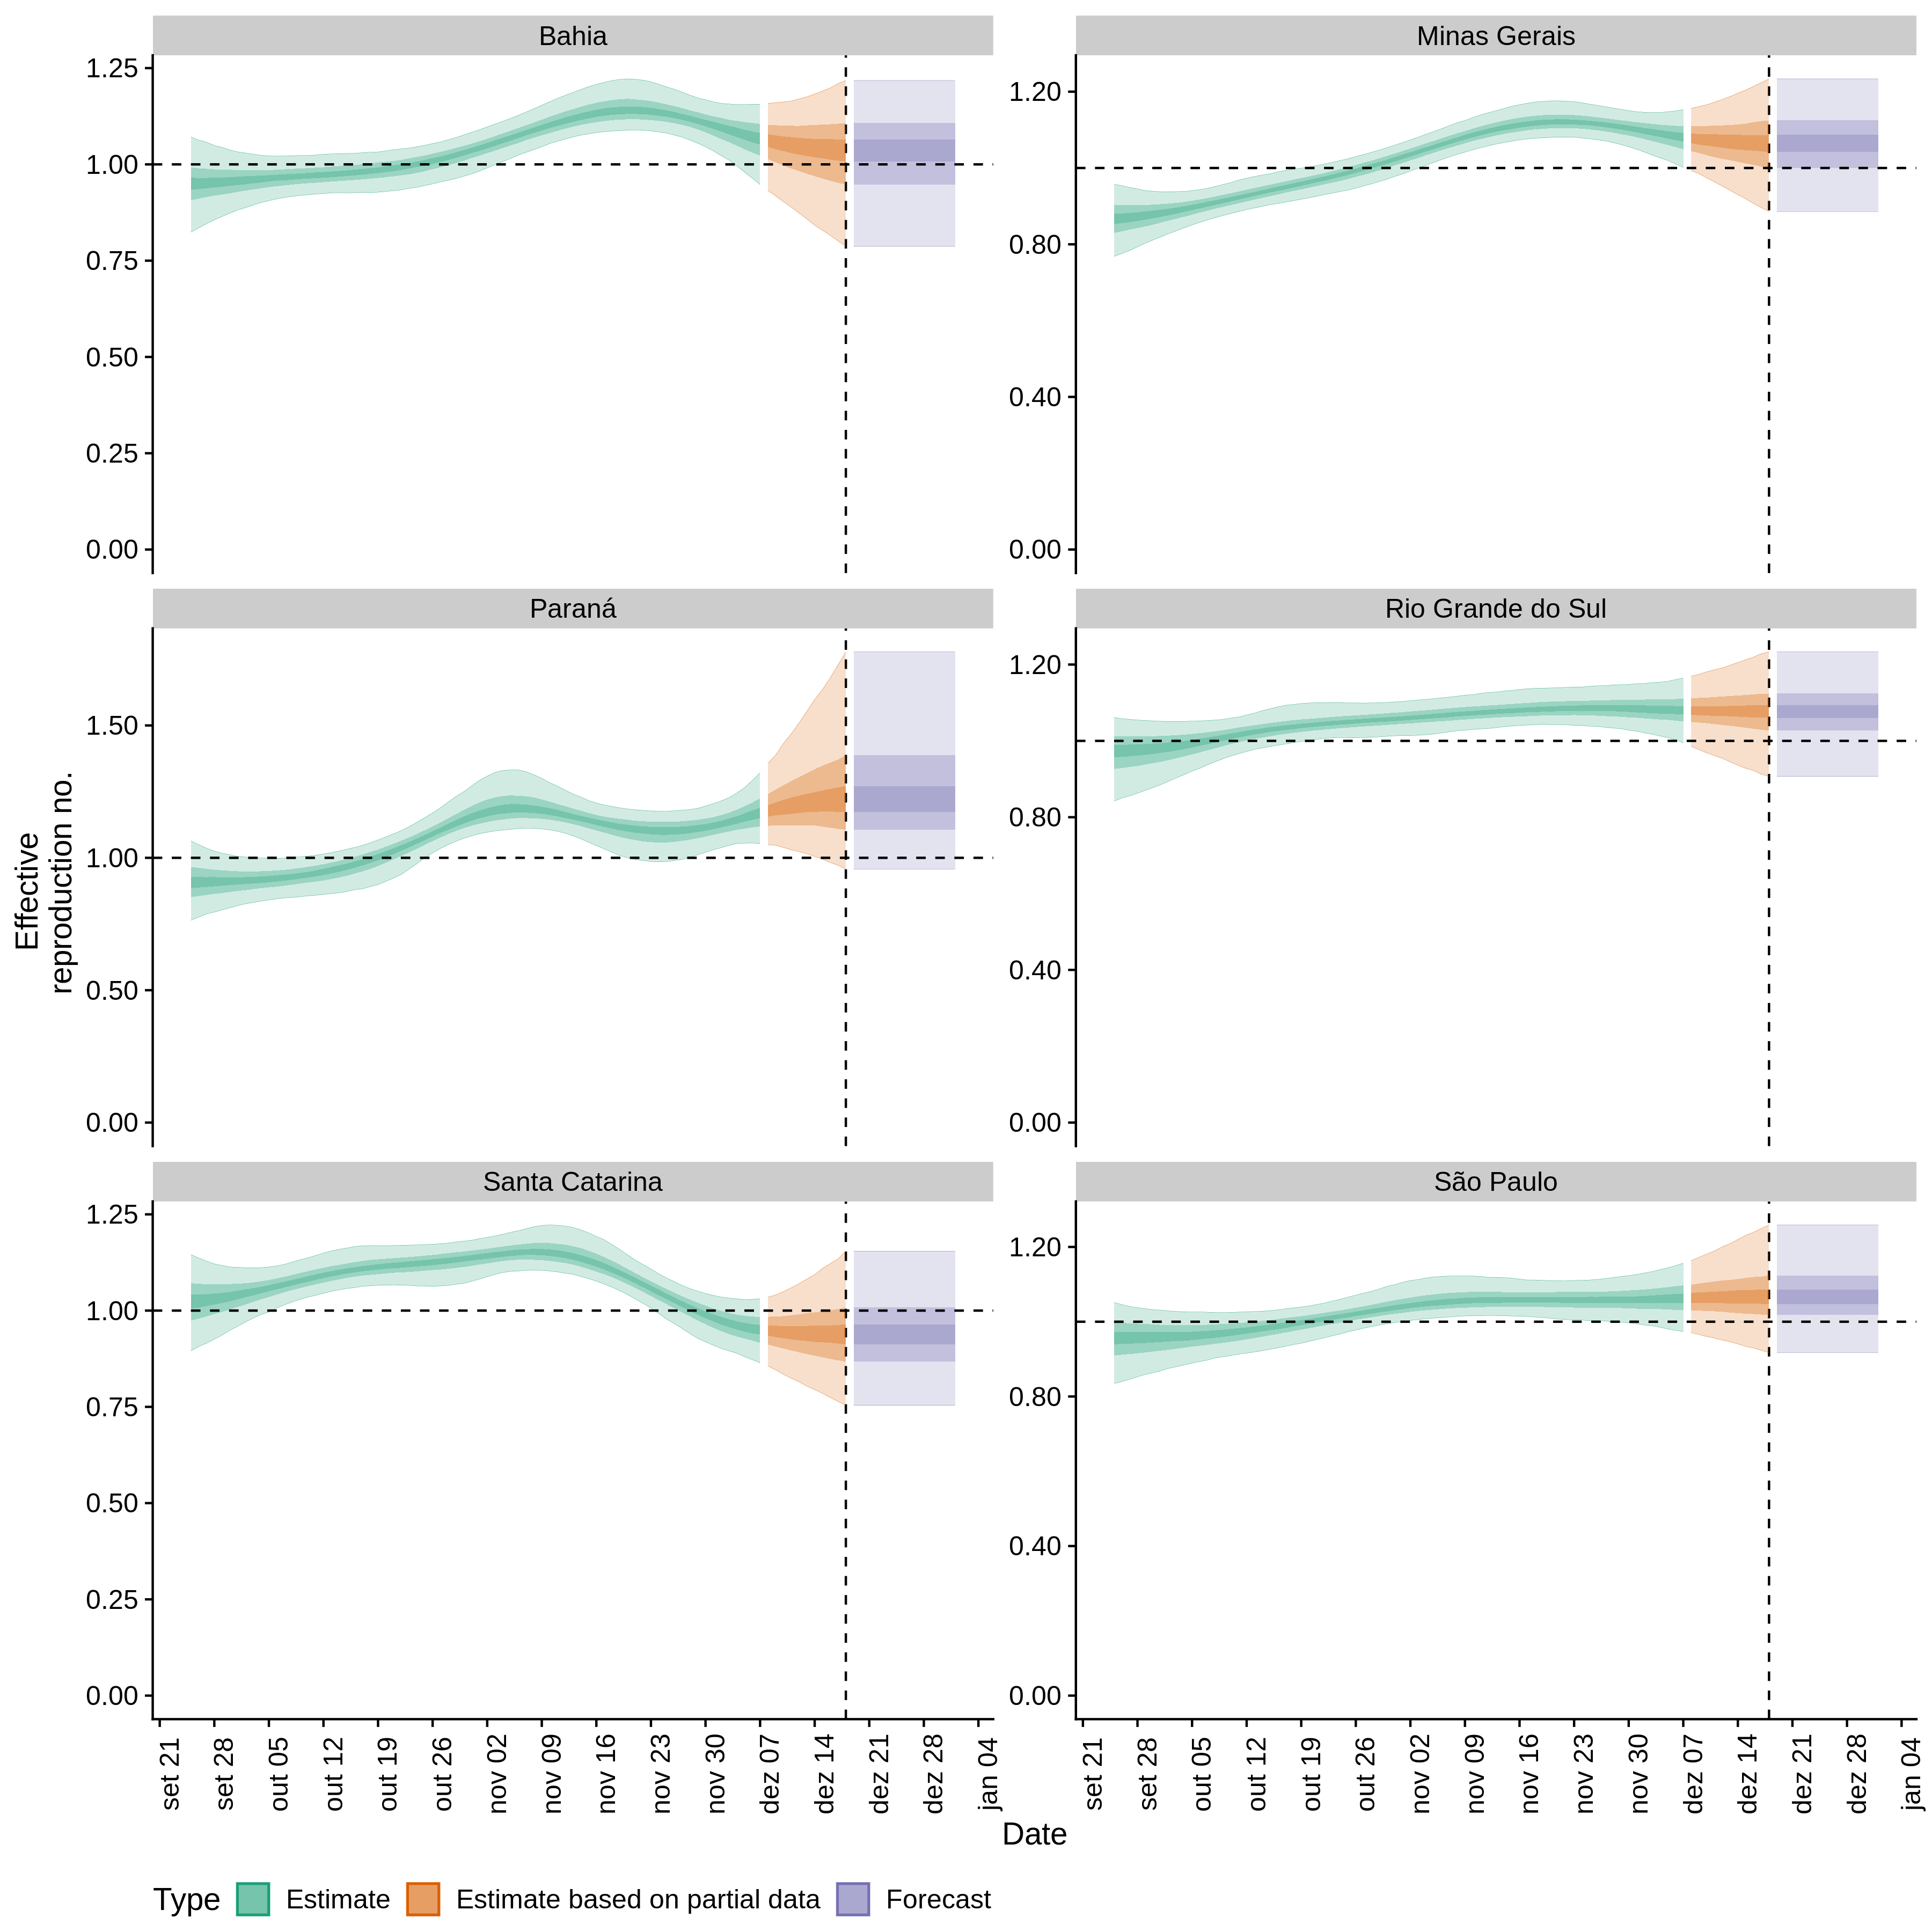 Bahia
Minas Gerais
1.25
1.00
0.75
0.50
0.25
0.00
1.20
0.80
0.40
0.00
Paraná
Rio Grande do Sul
1.50
1.00
0.50
0.00
1.20
0.80
0.40
0.00
Effective
reproduction no.
Santa Catarina
São Paulo
1.25
1.00
0.75
0.50
0.25
0.00
1.20
0.80
0.40
0.00
set 21
set 28
out 05
out 12
out 19
out 26
nov 02
nov 09
nov 16
nov 23
nov 30
dez 07
dez 14
dez 21
dez 28
jan 04
set 21
set 28
out 05
out 12
out 19
out 26
nov 02
nov 09
nov 16
nov 23
nov 30
dez 07
dez 14
dez 21
dez 28
jan 04
Date
Type Estimate Estimate based on partial data Forecast